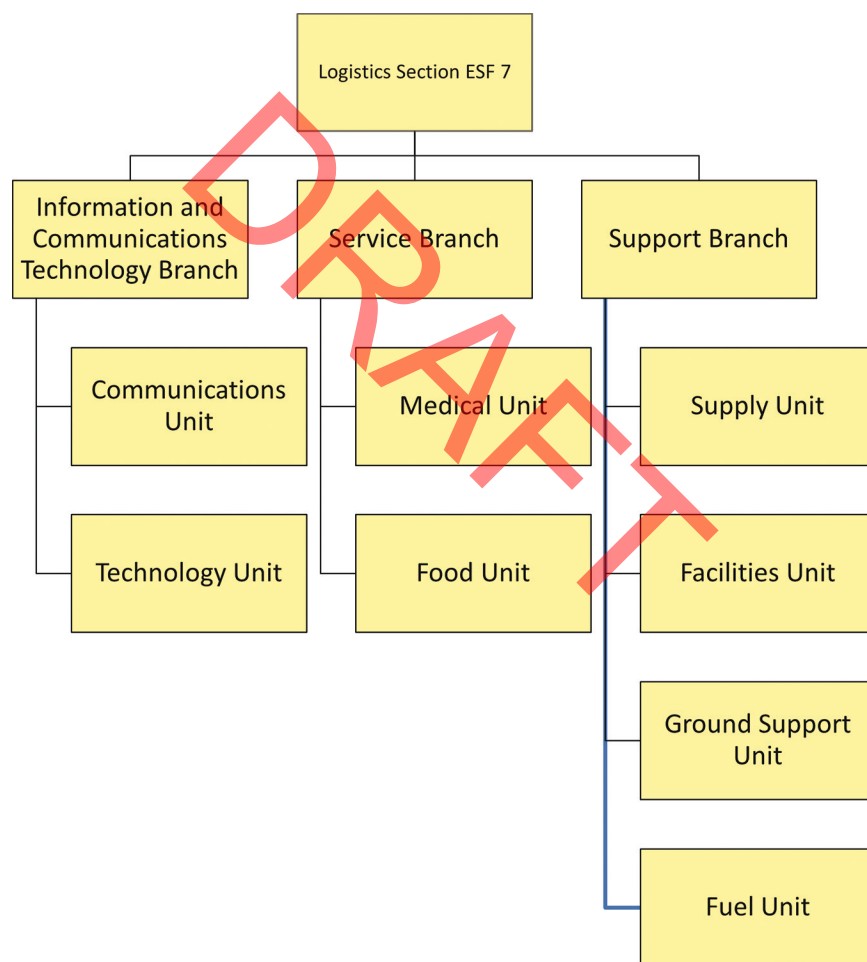 Logistics Section ESF 7
Information and
Communications
Technology Branch
Service Branch
Support Branch
Communications
Unit
Medical Unit
Supply Unit
Technology Unit
Food Unit
Facilities Unit
Ground Support
Unit
Fuel Unit
DRAFT